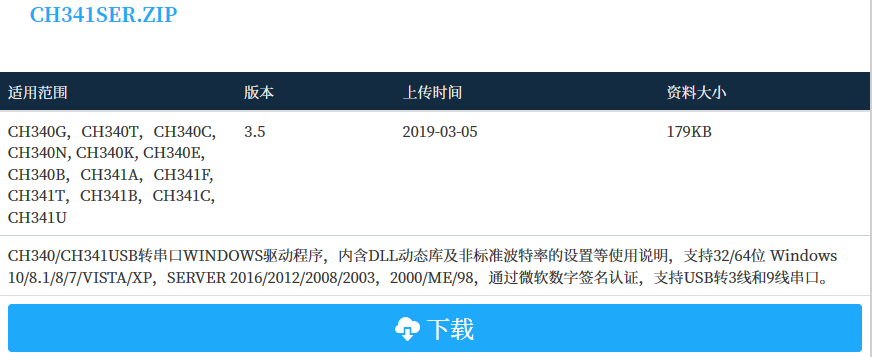 CH341SER.ZIP
适用范围 版本 上传时间 资料大小
CH340G，CH340T，CH340C， 3.5 2019-03-05 179KB
CH340N, CH340K, CH340E,
CH340B，CH341A，CH341F，
CH341T，CH341B，CH341C，
CH341U
CH340/CH341USB转串口WINDOWS驱动程序，内含DLL动态库及非标准波特率的设置等使用说明，支持32/64位 Windows
10/8.1/8/7/VISTA/XP，SERVER 2016/2012/2008/2003，2000/ME/98，通过微软数字签名认证，支持USB转3线和9线串口。
下载